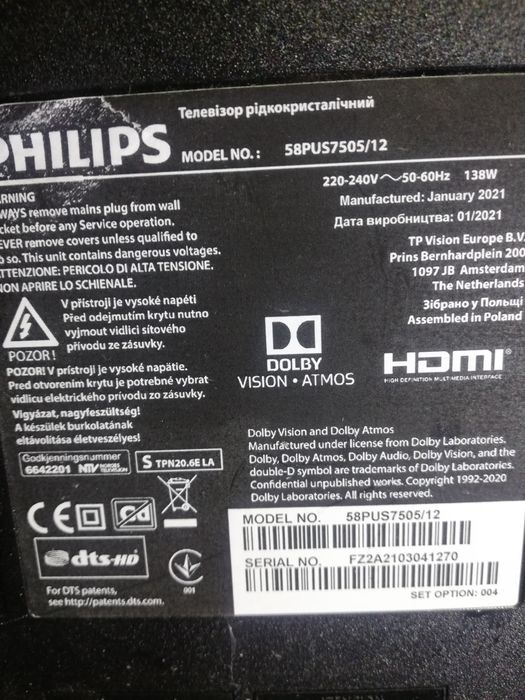 Телевізор рідкокристалічний
PHILIPS MODEL NO.: 58PUS7505/12
220-240V~50-60Hz 138W
Manufactured: January 2021
Дата виробництва: 01/2021
TP Vision Europe B.V.
Prins Bernhardplein 200
1097 JB Amsterdam
The Netherlands
Зібрано у Польщі
Assembled in Poland
remove mains plug from wall
before any Service operation.
remove covers unless qualified to
so. This unit contains dangerous voltages.
ATTENZIONE: PERICOLO DI ALTA TENSIONE.
NON APRIRE LO SCHIENALE.
V přístroji je vysoké napětí
Před odejmutím krytu nutno
vyjmout vidlici síťového
přívodu ze zásuvky.
POZOR!
POZOR! V prístroji je vysoké napätie.
Pred otvorením krytu je potrebné vybrat
vidlicu elektrického prívodu zo zásuvky.
Vigyázat, nagyfeszültség!
A készülek burkolatának
eltávolítása életveszélyes!
DOLBY
VISION • ATMOS
HDMI®
HIGH DEFINITION MULTIMEDIA INTERFACE
Godkjenningsnummer
6642201 NTV NORGES TELEVISJON
S TPN20.6E LA
Dolby Vision and Dolby Atmos
Manufactured under license from Dolby Laboratories.
Dolby, Dolby Atmos, Dolby Audio, Dolby Vision, and the
double-D symbol are trademarks of Dolby Laboratories.
Confidential unpublished works. Copyright 1992-2020
Dolby Laboratories. All rights reserved.
CE
dts-HD
001
For DTS patents,
see http://patents.dts.com.
MODEL NO. 58PUS7505/12
SERIAL NO. FZ2A2103041270
SET OPTION: 004